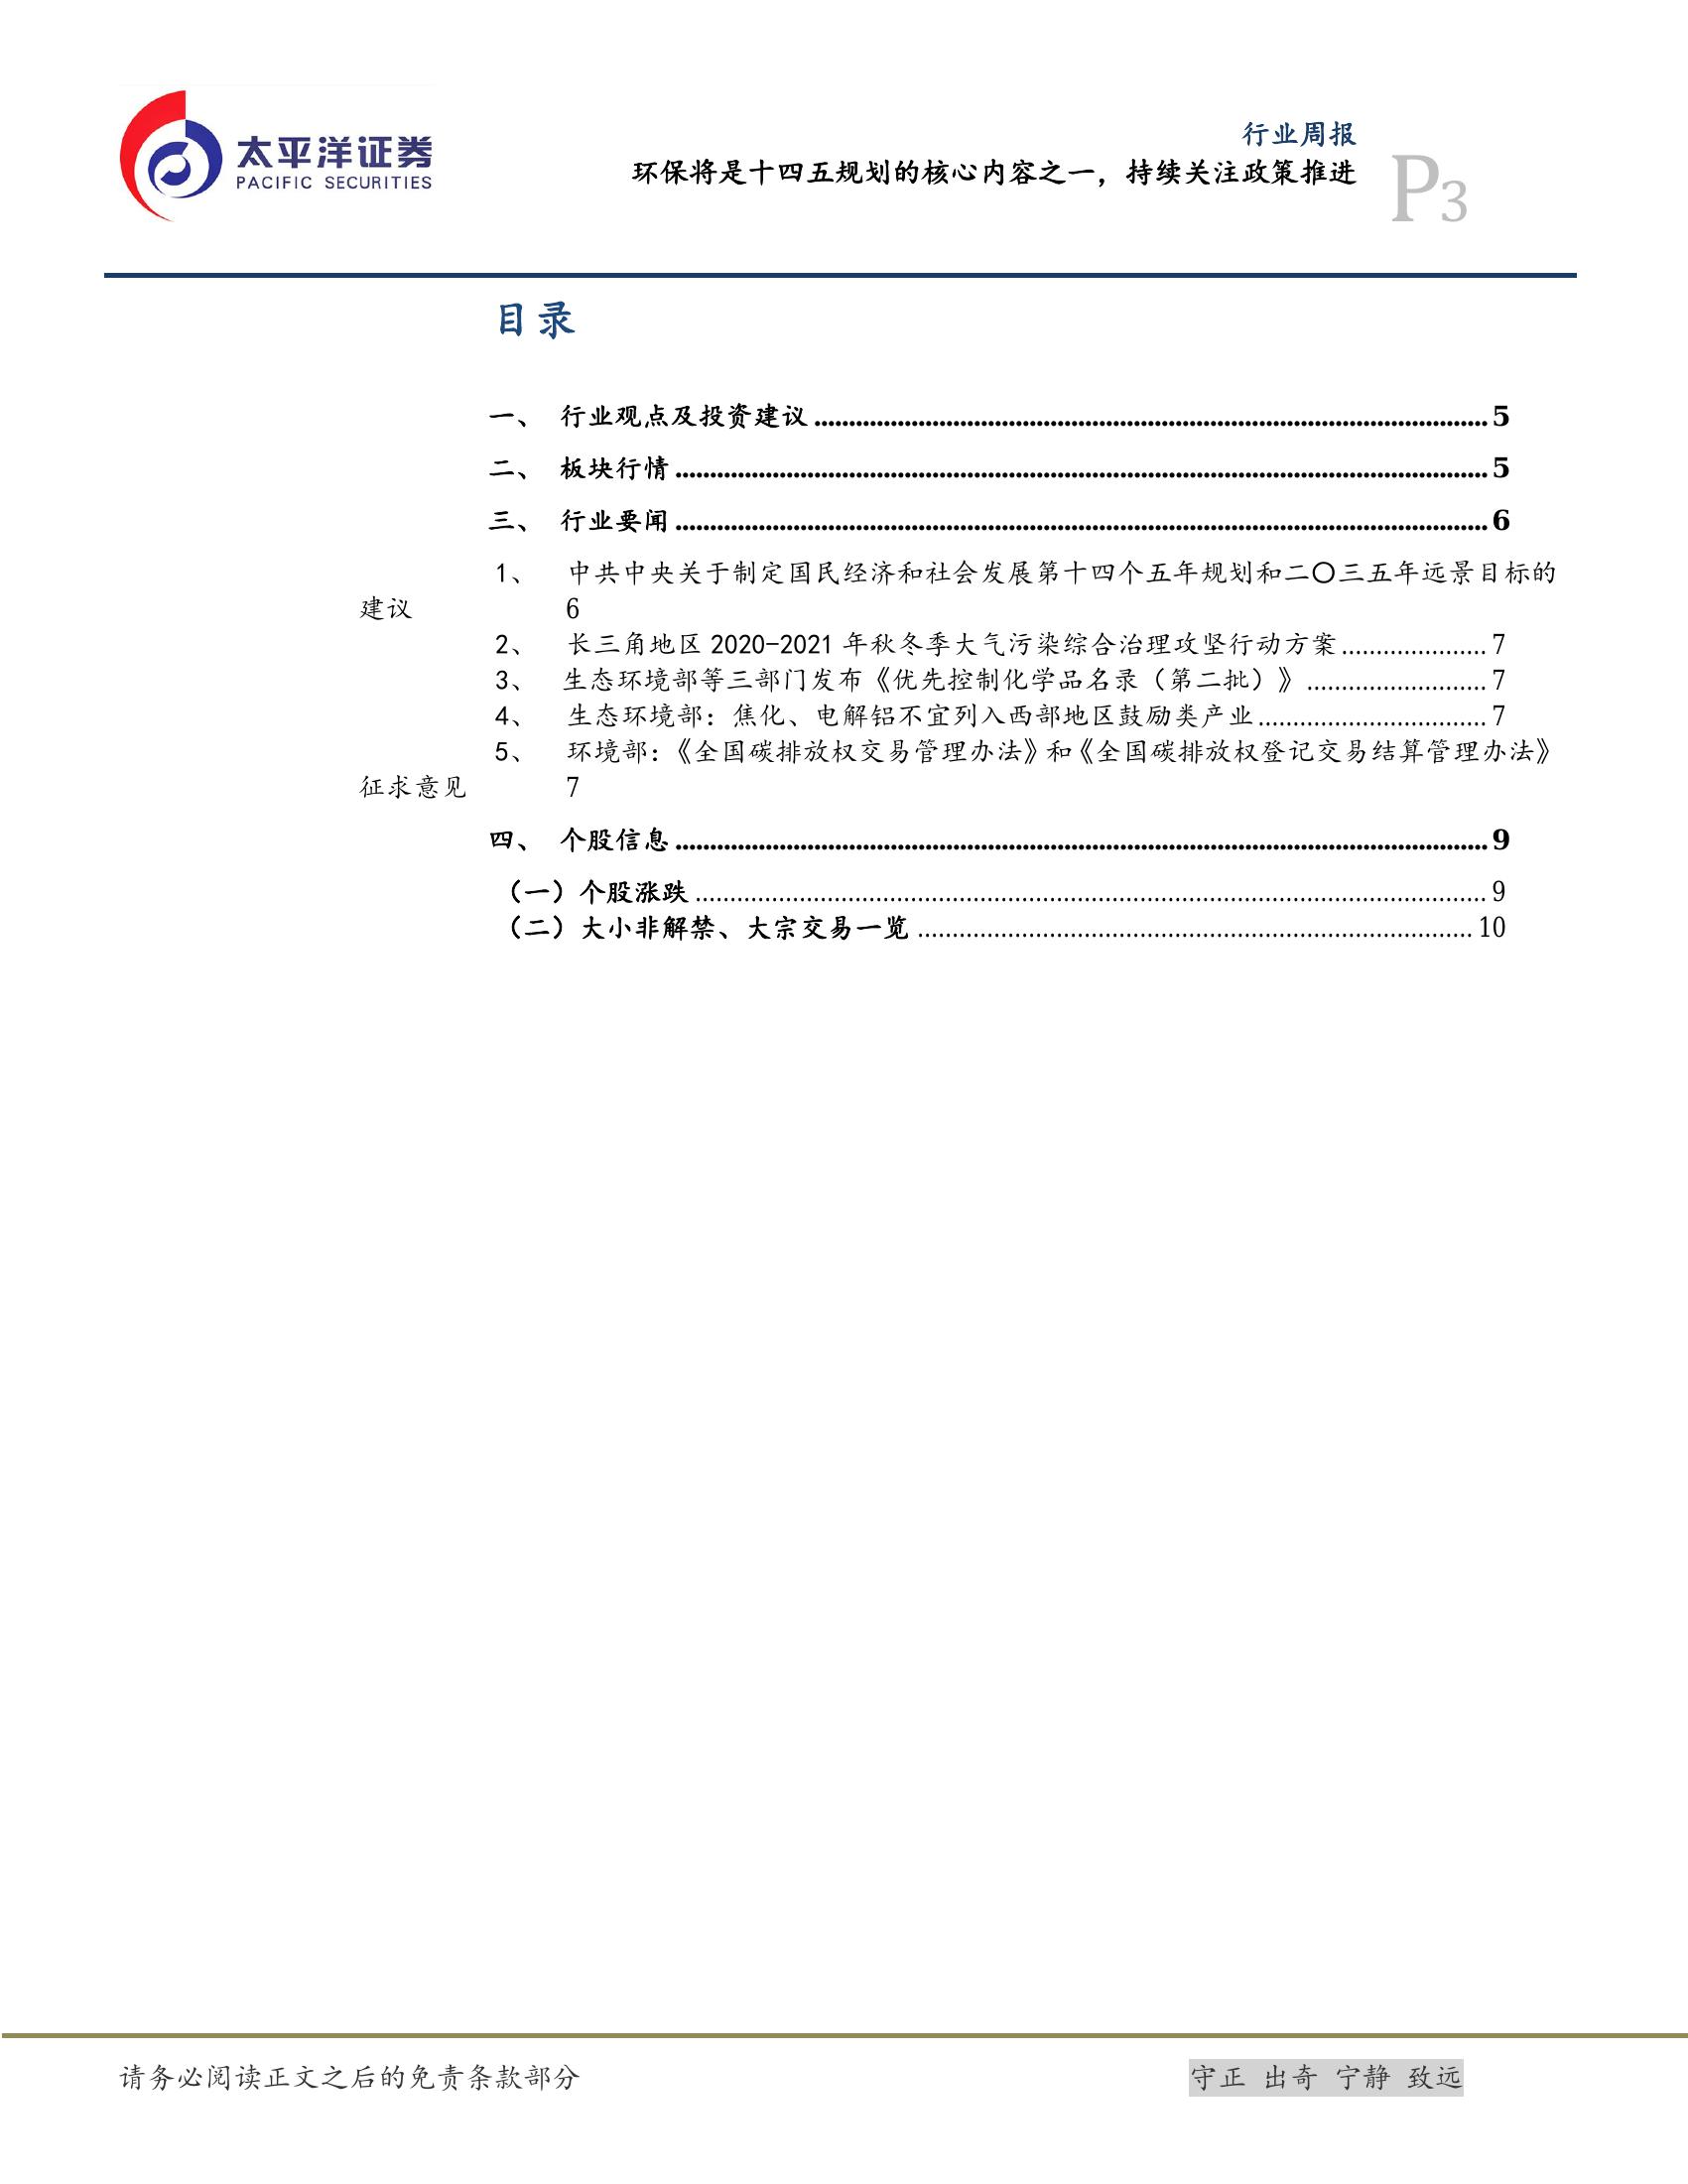 太平洋证券
PACIFIC SECURITIES
行业周报
环保将是十四五规划的核心内容之一，持续关注政策推进
P3
目录
一、 行业观点及投资建议 5
二、 板块行情 5
三、 行业要闻 6
1、 中共中央关于制定国民经济和社会发展第十四个五年规划和二〇三五年远景目标的
建议 6
2、 长三角地区 2020-2021 年秋冬季大气污染综合治理攻坚行动方案 7
3、 生态环境部等三部门发布《优先控制化学品名录（第二批）》 7
4、 生态环境部：焦化、电解铝不宜列入西部地区鼓励类产业 7
5、 环境部：《全国碳排放权交易管理办法》和《全国碳排放权登记交易结算管理办法》
征求意见 7
四、 个股信息 9
（一）个股涨跌 9
（二）大小非解禁、大宗交易一览 10
请务必阅读正文之后的免责条款部分
守正 出奇 宁静 致远